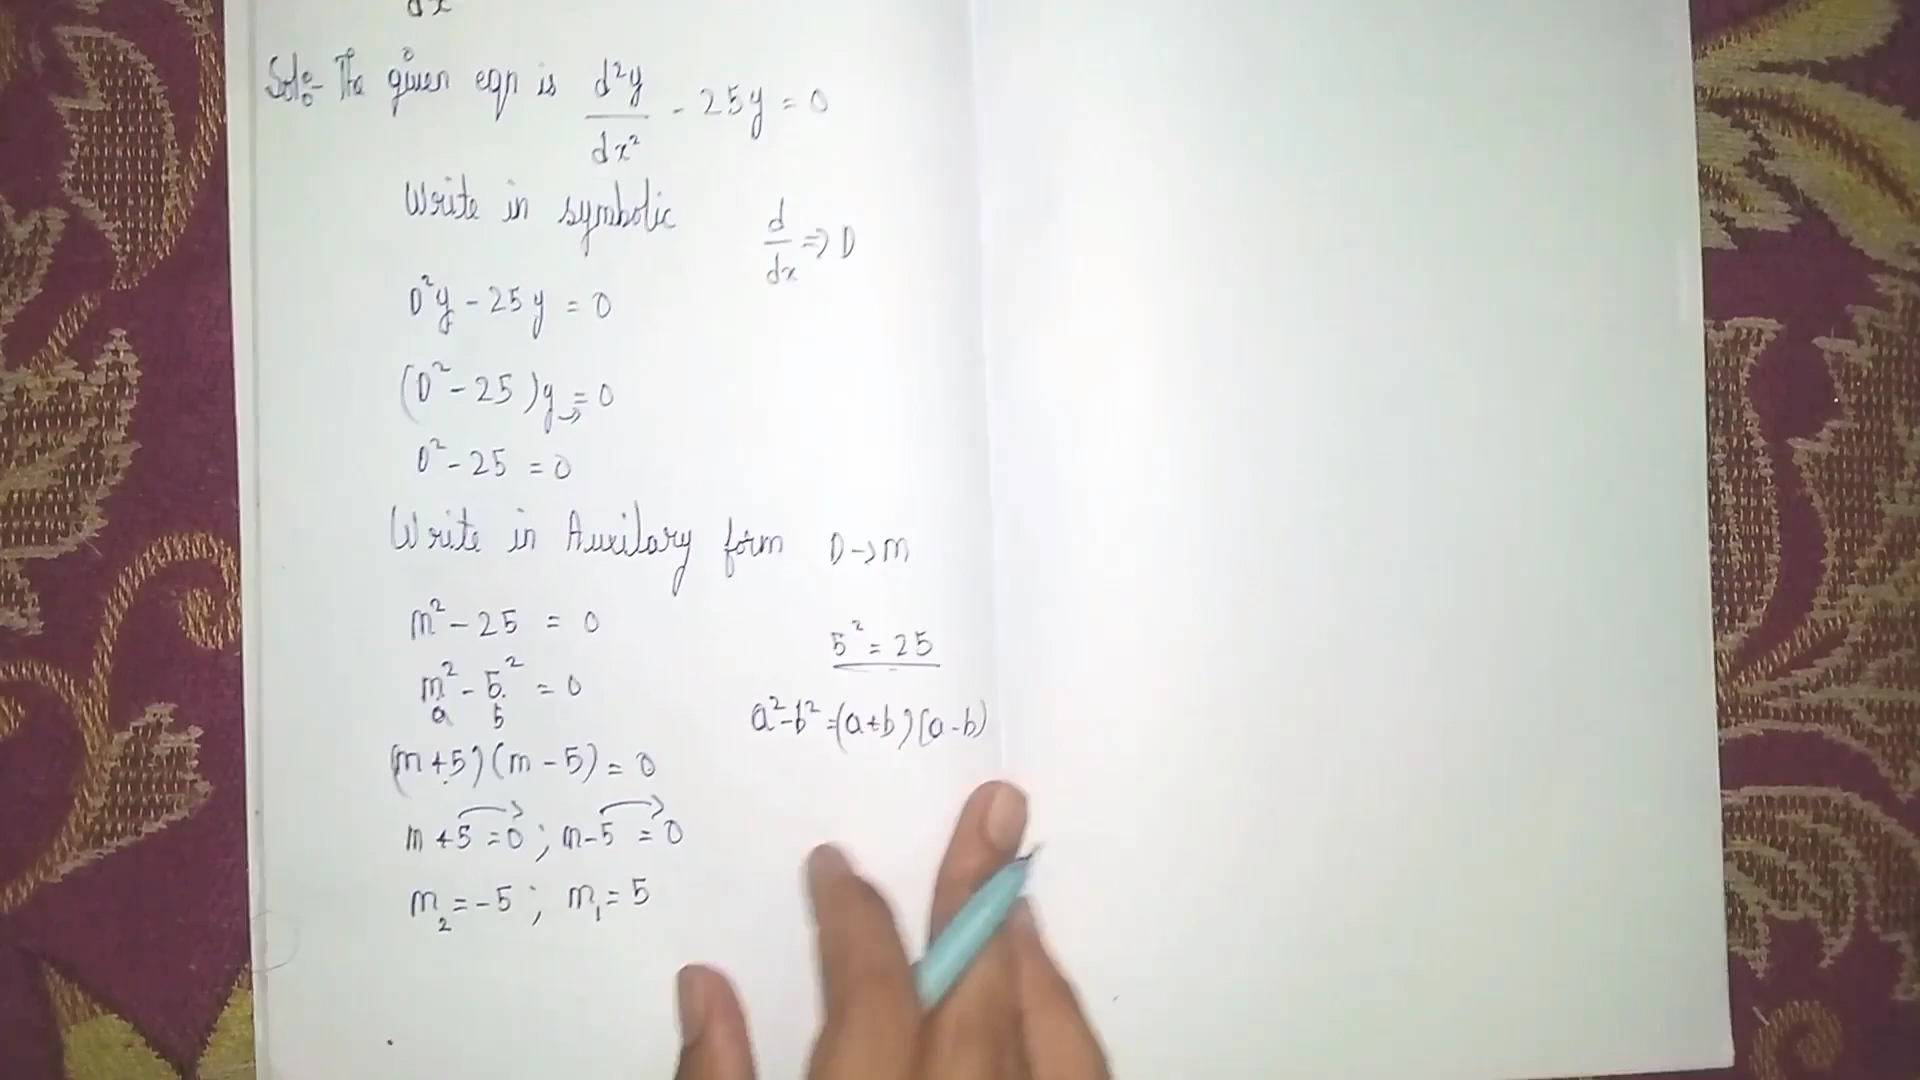 dx
Sol:- The given eqn is d²y/dx² - 25y = 0
Write in symbolic d/dx => D
D²y - 25y = 0
(D² - 25)y = 0
D² - 25 = 0
Write in Auxilary form D -> m
m² - 25 = 0
5² = 25
m² - 5² = 0
a b
a² - b² = (a+b)(a-b)
(m+5)(m-5) = 0
m+5 = 0 ; m-5 = 0
m₂ = -5 ; m₁ = 5